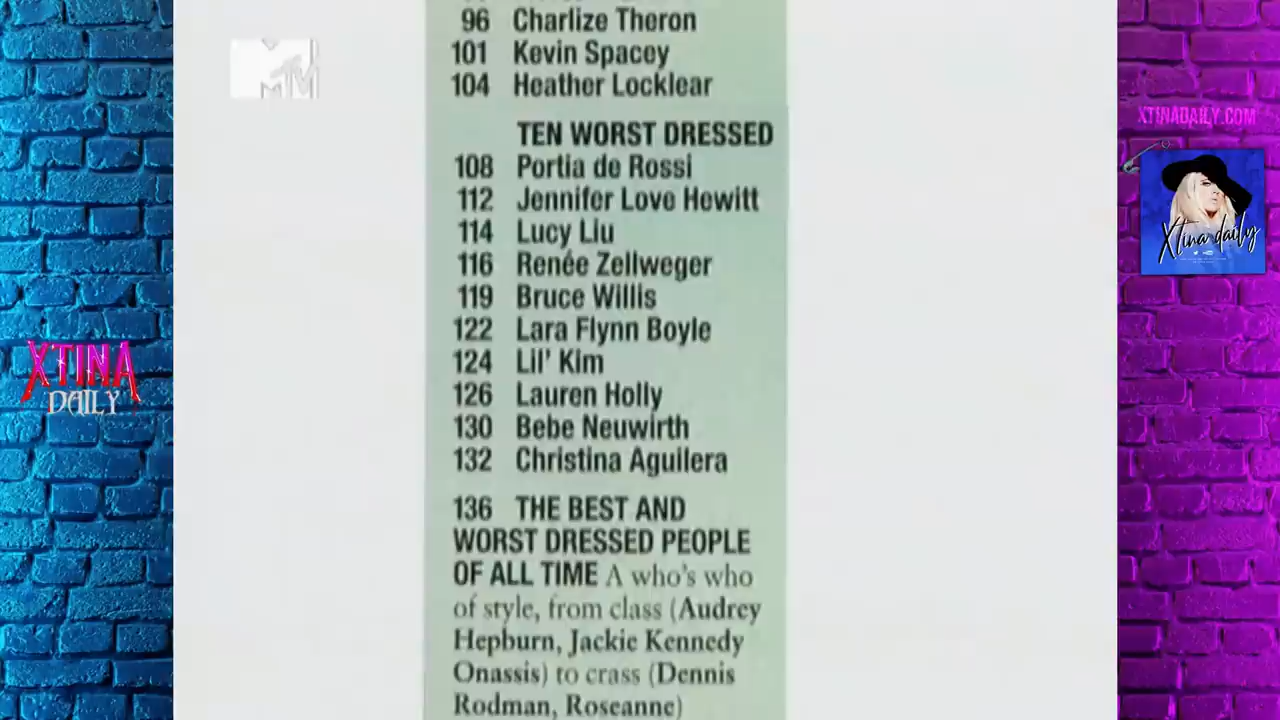 96 Charlize Theron
101 Kevin Spacey
104 Heather Locklear
TEN WORST DRESSED
108 Portia de Rossi
112 Jennifer Love Hewitt
114 Lucy Liu
116 Renée Zellweger
119 Bruce Willis
122 Lara Flynn Boyle
124 Lil' Kim
126 Lauren Holly
130 Bebe Neuwirth
132 Christina Aguilera
136 THE BEST AND
WORST DRESSED PEOPLE
OF ALL TIME A who's who
of style, from class (Audrey
Hepburn, Jackie Kennedy
Onassis) to crass (Dennis
Rodman, Roseanne)
MTV
XTINA
DAILY
XTINADAILY.COM
Xtina daily